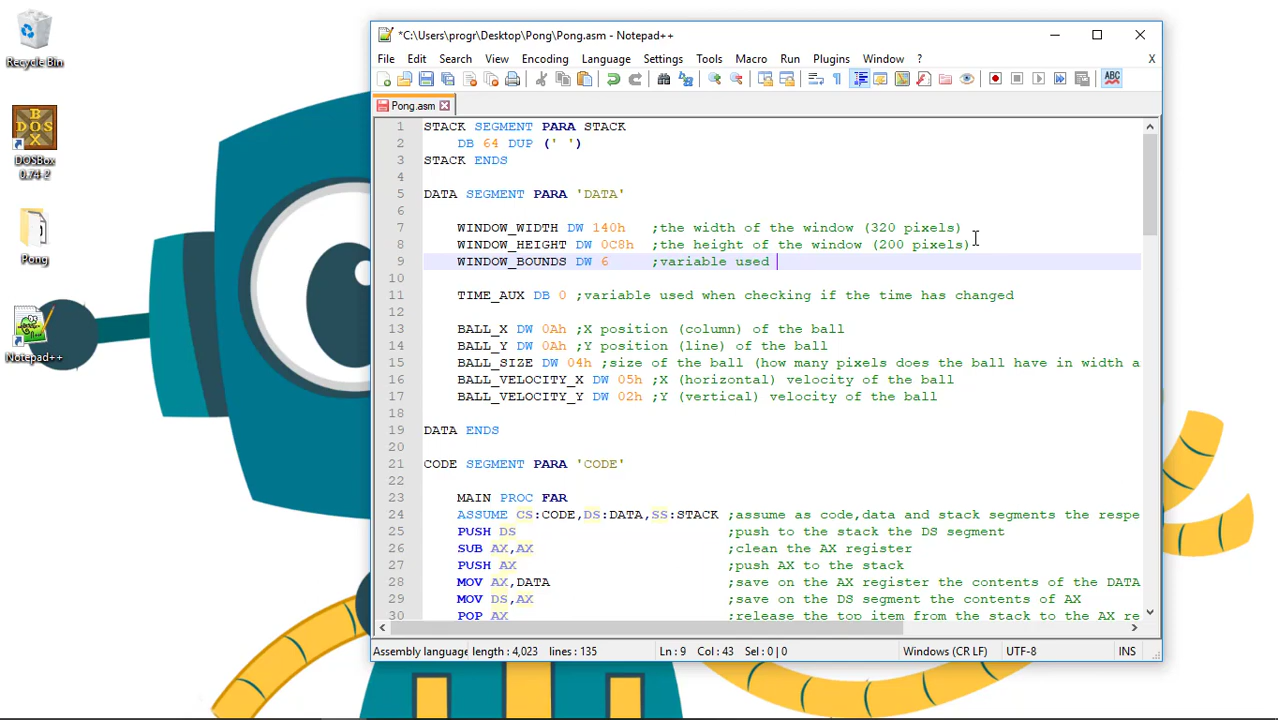 Recycle Bin
DOSBox
0.74-2
Pong
Notepad++
*C:\Users\progr\Desktop\Pong\Pong.asm - Notepad++
File Edit Search View Encoding Language Settings Tools Macro Run Plugins Window ? X
Pong.asm
1 STACK SEGMENT PARA STACK
2 DB 64 DUP (' ')
3 STACK ENDS
4
5 DATA SEGMENT PARA 'DATA'
6
7 WINDOW_WIDTH DW 140h ;the width of the window (320 pixels)
8 WINDOW_HEIGHT DW 0C8h ;the height of the window (200 pixels)
9 WINDOW_BOUNDS DW 6 ;variable used
10
11 TIME_AUX DB 0 ;variable used when checking if the time has changed
12
13 BALL_X DW 0Ah ;X position (column) of the ball
14 BALL_Y DW 0Ah ;Y position (line) of the ball
15 BALL_SIZE DW 04h ;size of the ball (how many pixels does the ball have in width a
16 BALL_VELOCITY_X DW 05h ;X (horizontal) velocity of the ball
17 BALL_VELOCITY_Y DW 02h ;Y (vertical) velocity of the ball
18
19 DATA ENDS
20
21 CODE SEGMENT PARA 'CODE'
22
23 MAIN PROC FAR
24 ASSUME CS:CODE,DS:DATA,SS:STACK ;assume as code,data and stack segments the respe
25 PUSH DS ;push to the stack the DS segment
26 SUB AX,AX ;clean the AX register
27 PUSH AX ;push AX to the stack
28 MOV AX,DATA ;save on the AX register the contents of the DATA
29 MOV DS,AX ;save on the DS segment the contents of AX
30 POP AX ;release the top item from the stack to the AX re
Assembly languag length : 4,023 lines : 135 Ln : 9 Col : 43 Sel : 0 | 0 Windows (CR LF) UTF-8 INS